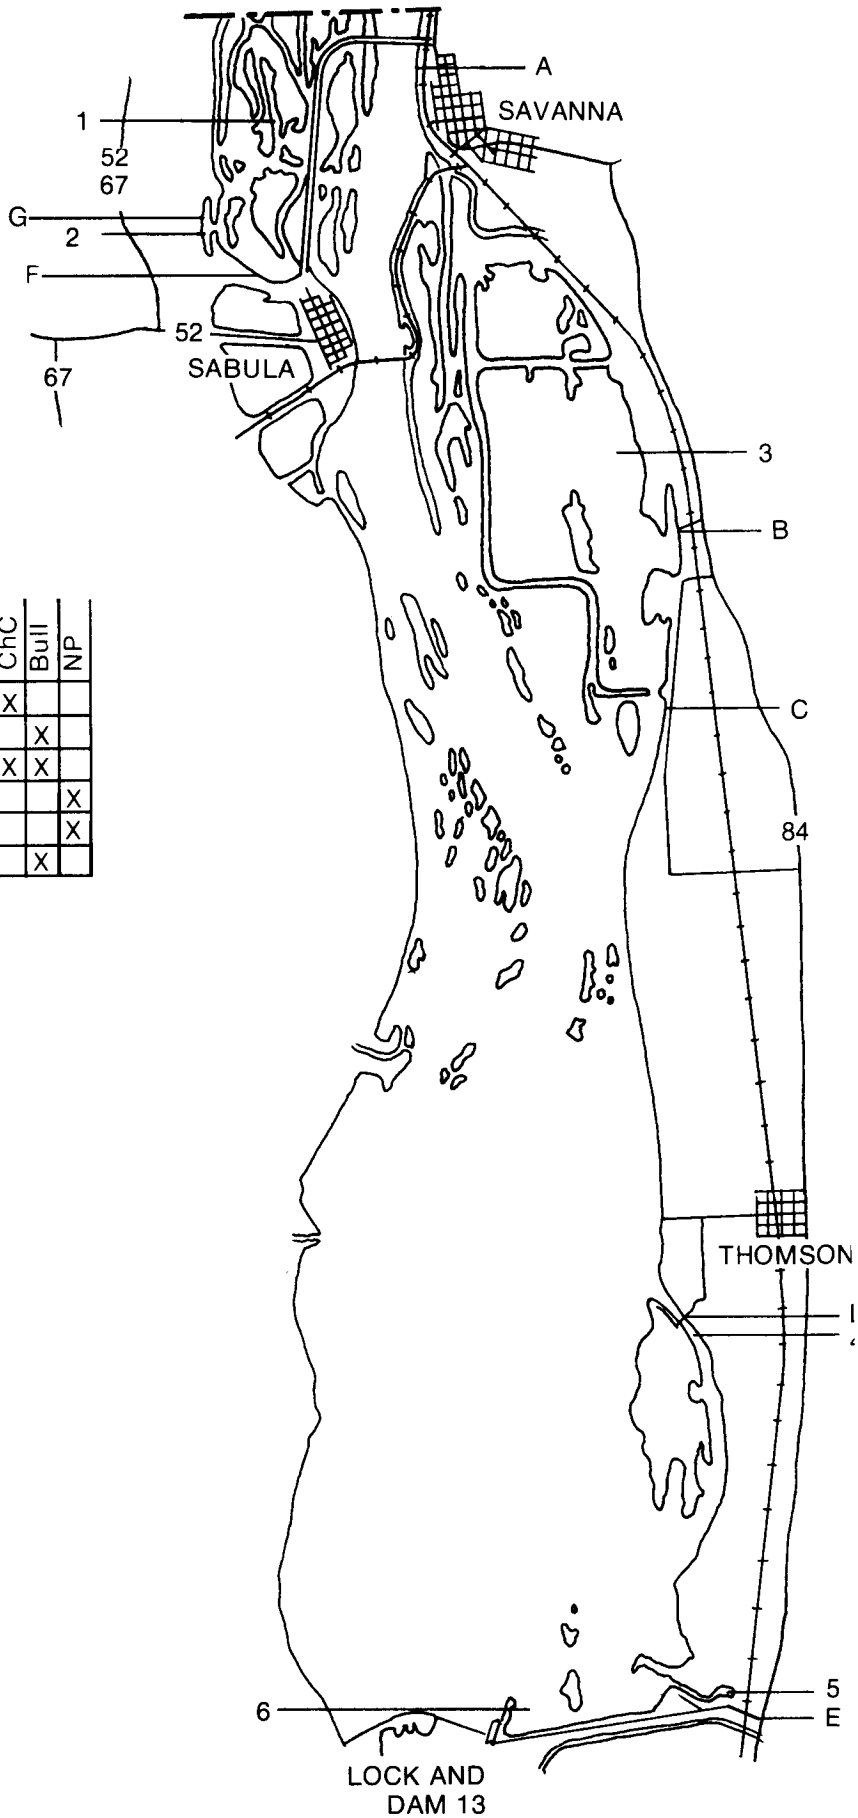 A
SAVANNA
1
52
67
G
2
F
52
SABULA
67
3
B
ChC
Bull
NP
X
X
X X
X
X
X
C
84
THOMSON
5
6
E
LOCK AND
DAM 13